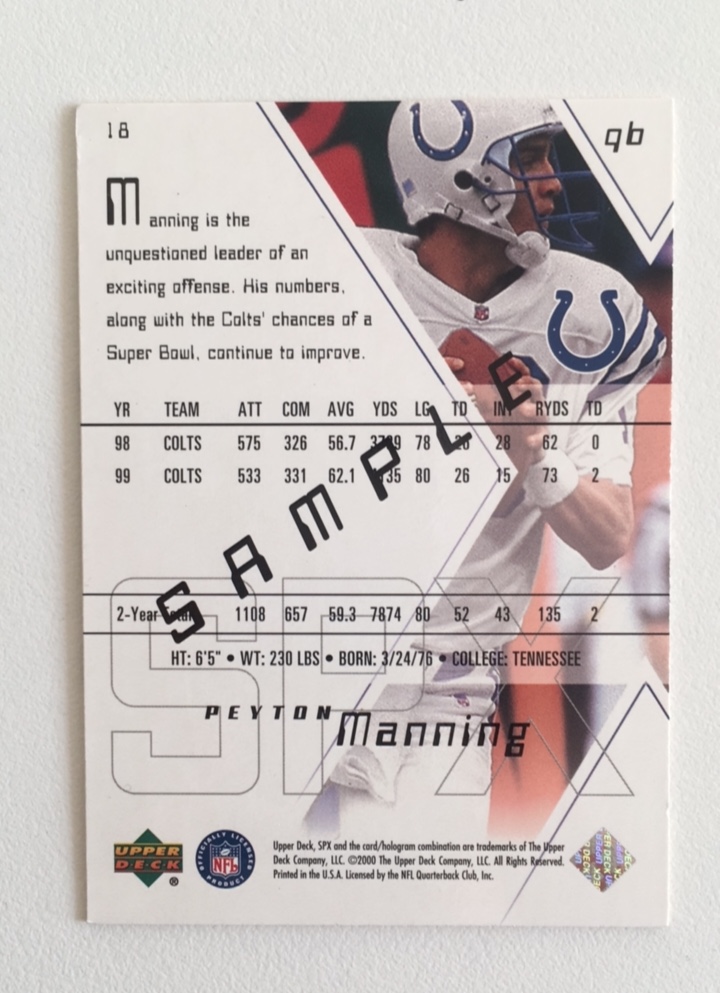 18
qb
Manning is the
unquestioned leader of an
exciting offense. His numbers,
along with the Colts' chances of a
Super Bowl, continue to improve.
YR TEAM ATT COM AVG YDS LG TD INT RYDS TD
98 COLTS 575 326 56.7 78 28 62 0
99 COLTS 533 331 62.1 80 26 15 73 2
SAMPLE
2-Year 1108 657 59.3 7874 80 52 43 135 2
SPX
HT: 6'5" • WT: 230 LBS • BORN: 3/24/76 • COLLEGE: TENNESSEE
PEYTON Manning
UPPER
DECK
®
OFFICIALLY LICENSED
NFL
PRODUCT
Upper Deck, SPX and the card/hologram combination are trademarks of The Upper
Deck Company, LLC. ©2000 The Upper Deck Company, LLC. All Rights Reserved.
Printed in the U.S.A. Licensed by the NFL Quarterback Club, Inc.